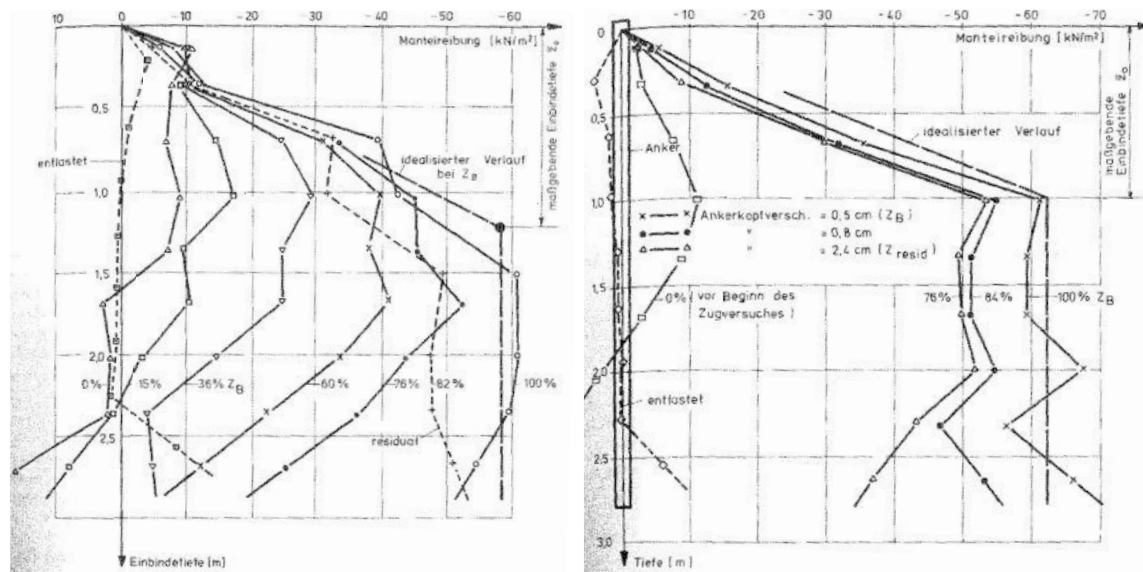 10 0 -10 -20 -30 -40 -50 -60
Mantelreibung [kN/m²]
maßgebende Einbindetiefe Z₀
0,5
1,0
1,5
2,0
2,5
entlastet
idealisierter Verlauf
bei Z_B
0% 15% 36% Z_B 60% 76% 82% 100%
residual
Einbindetiefe [m]
0 -10 -20 -30 -40 -50 -60 -70
Mantelreibung [kN/m²]
maßgebende
Einbindetiefe Z₀
0
0,5
1,0
1,5
2,0
2,5
3,0
idealisierter Verlauf
Anker
Ankerkopfversch. = 0,5 cm (Z_B)
" = 0,8 cm
" = 2,4 cm (Z_resid)
0% (vor Beginn des
Zugversuches)
76% 84% 100% Z_B
entlastet
Tiefe [m]